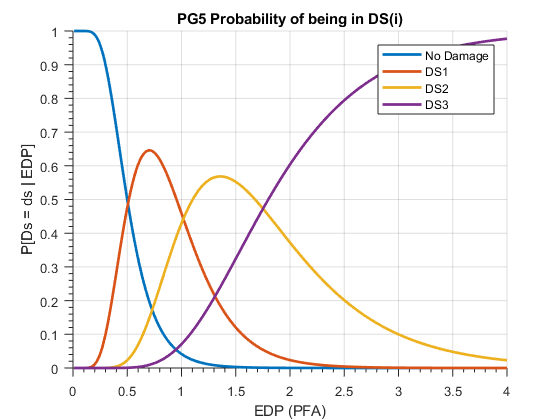 PG5 Probability of being in DS(i)
1
0.9
0.8
0.7
0.6
0.5
0.4
0.3
0.2
0.1
0
P[Ds = ds | EDP]
No Damage
DS1
DS2
DS3
0 0.5 1 1.5 2 2.5 3 3.5 4
EDP (PFA)